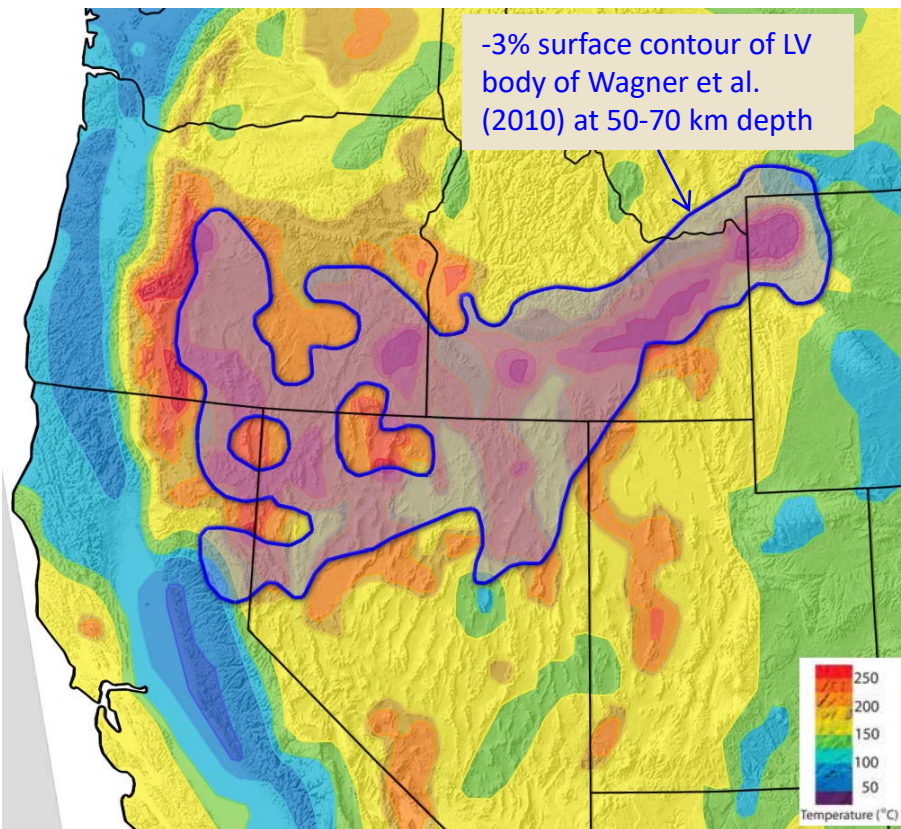 -3% surface contour of LV
body of Wagner et al.
(2010) at 50-70 km depth
250
200
150
100
50
Temperature (°C)